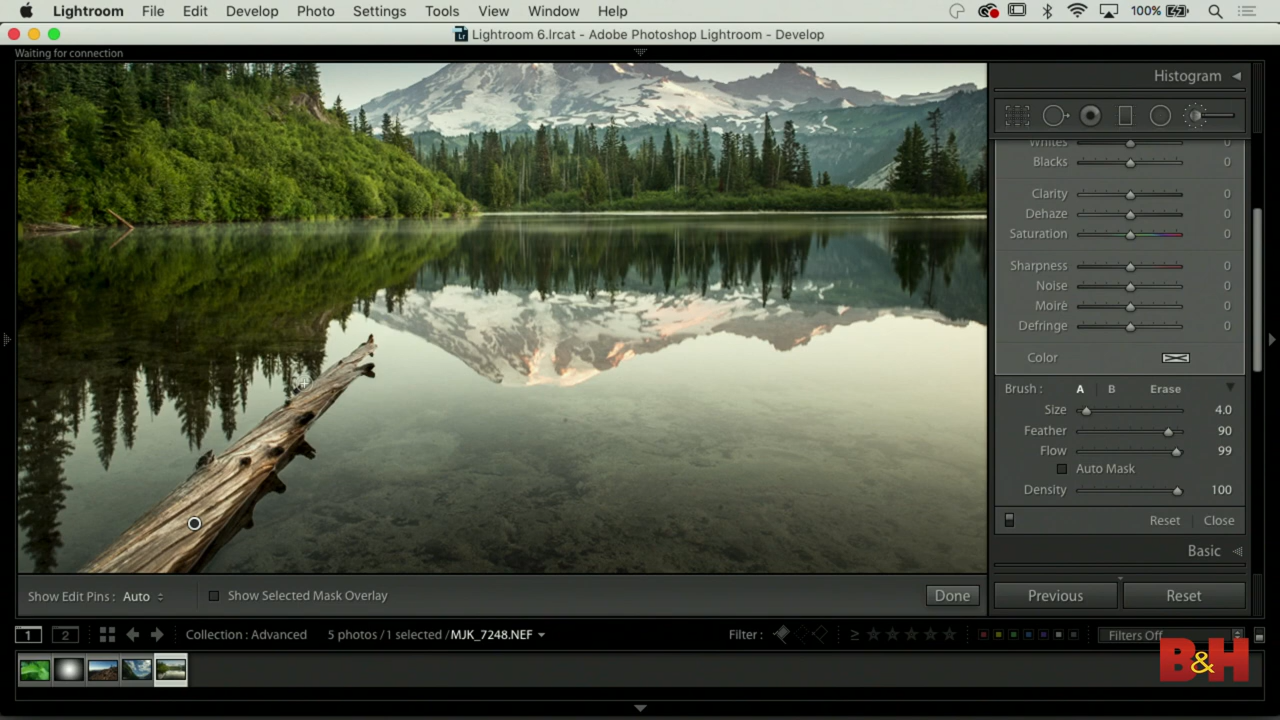 Lightroom File Edit Develop Photo Settings Tools View Window Help 100%
Lr Lightroom 6.lrcat - Adobe Photoshop Lightroom - Develop
Waiting for connection
Histogram
Whites 0
Blacks 0
Clarity 0
Dehaze 0
Saturation 0
Sharpness 0
Noise 0
Moiré 0
Defringe 0
Color
Brush : A B Erase
Size 4.0
Feather 90
Flow 99
Auto Mask
Density 100
Reset Close
Basic
Show Edit Pins : Auto Show Selected Mask Overlay Done
Previous Reset
1 2 Collection : Advanced 5 photos / 1 selected / MJK_7248.NEF Filter : ≥ Filters Off
B&H